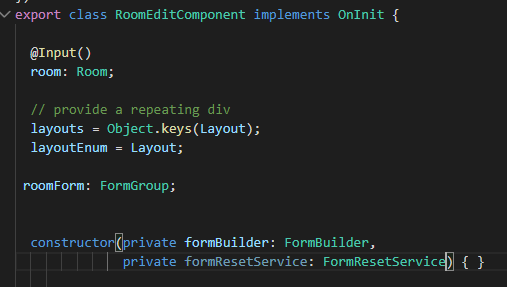 export class RoomEditComponent implements OnInit {
@Input()
room: Room;
// provide a repeating div
layouts = Object.keys(Layout);
layoutEnum = Layout;
roomForm: FormGroup;
constructor(private formBuilder: FormBuilder,
private formResetService: FormResetService) { }